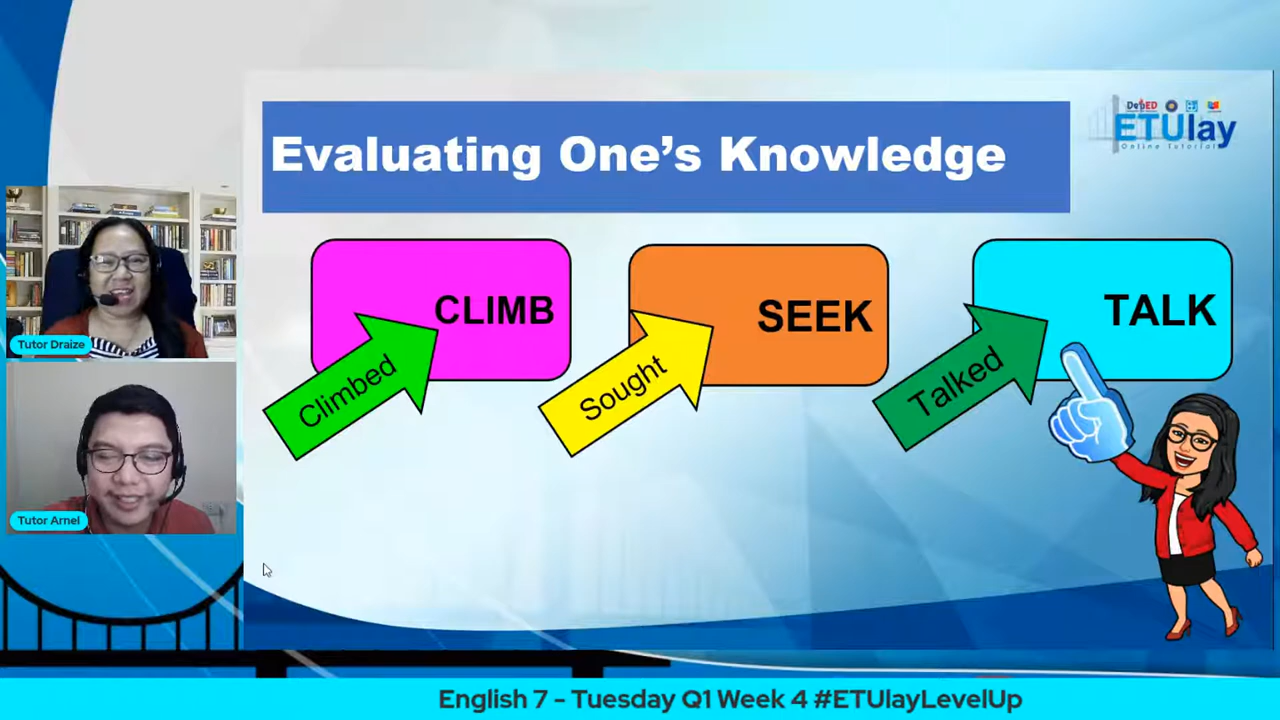 Evaluating One's Knowledge
DepED
ETUlay
Online Tutorial
CLIMB
Climbed
SEEK
Sought
TALK
Talked
Tutor Draize
Tutor Arnel
English 7 - Tuesday Q1 Week 4 #ETUlayLevelUp